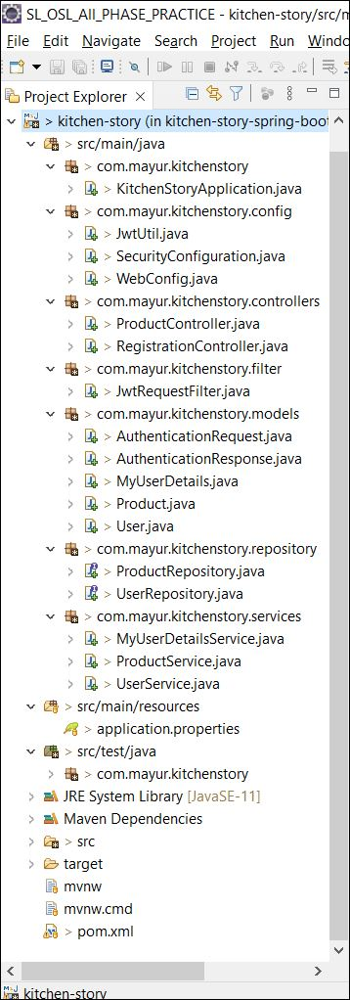 SL_OSL_All_PHASE_PRACTICE - kitchen-story/src/m
File Edit Navigate Search Project Run Windo
Project Explorer
> kitchen-story (in kitchen-story-spring-boot
src/main/java
com.mayur.kitchenstory
> KitchenStoryApplication.java
> com.mayur.kitchenstory.config
> JwtUtil.java
> SecurityConfiguration.java
> WebConfig.java
> com.mayur.kitchenstory.controllers
> ProductController.java
> RegistrationController.java
> com.mayur.kitchenstory.filter
> JwtRequestFilter.java
> com.mayur.kitchenstory.models
> AuthenticationRequest.java
> AuthenticationResponse.java
> MyUserDetails.java
> Product.java
> User.java
> com.mayur.kitchenstory.repository
> ProductRepository.java
> UserRepository.java
> com.mayur.kitchenstory.services
> MyUserDetailsService.java
> ProductService.java
> UserService.java
> src/main/resources
> application.properties
> src/test/java
> com.mayur.kitchenstory
JRE System Library [JavaSE-11]
Maven Dependencies
> src
target
mvnw
mvnw.cmd
> pom.xml
kitchen-story